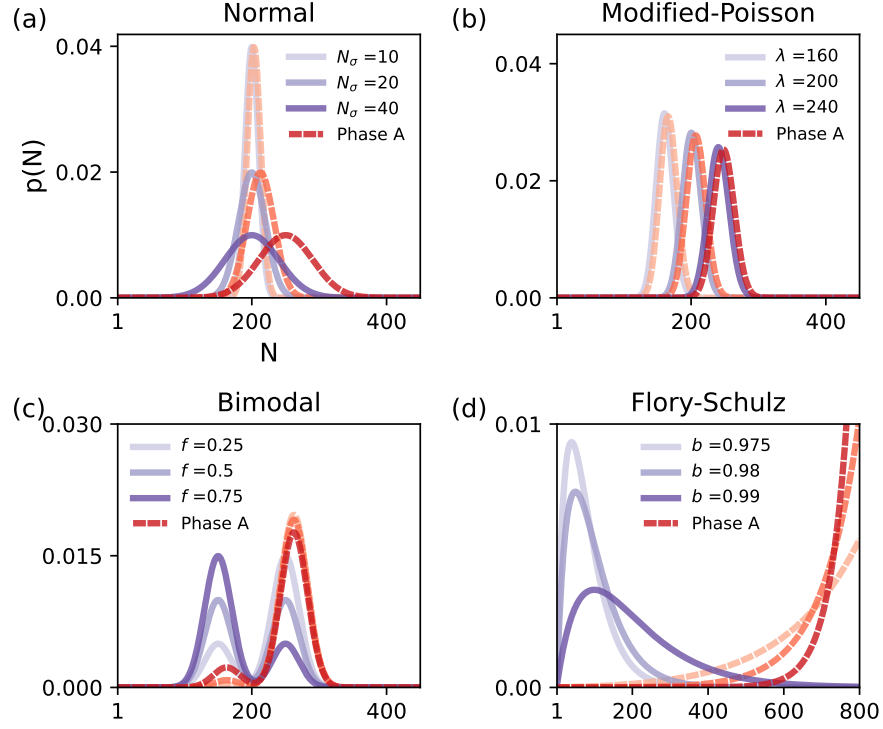 (a)
Normal
0.04
0.02
0.00
p(N)
N_σ =10
N_σ =20
N_σ =40
Phase A
1
200
400
N
(b)
Modified-Poisson
0.04
0.02
0.00
λ =160
λ =200
λ =240
Phase A
1
200
400
(c)
Bimodal
0.030
0.015
0.000
f =0.25
f =0.5
f =0.75
Phase A
1
200
400
(d)
Flory-Schulz
0.01
0.00
b =0.975
b =0.98
b =0.99
Phase A
1
200
400
600
800